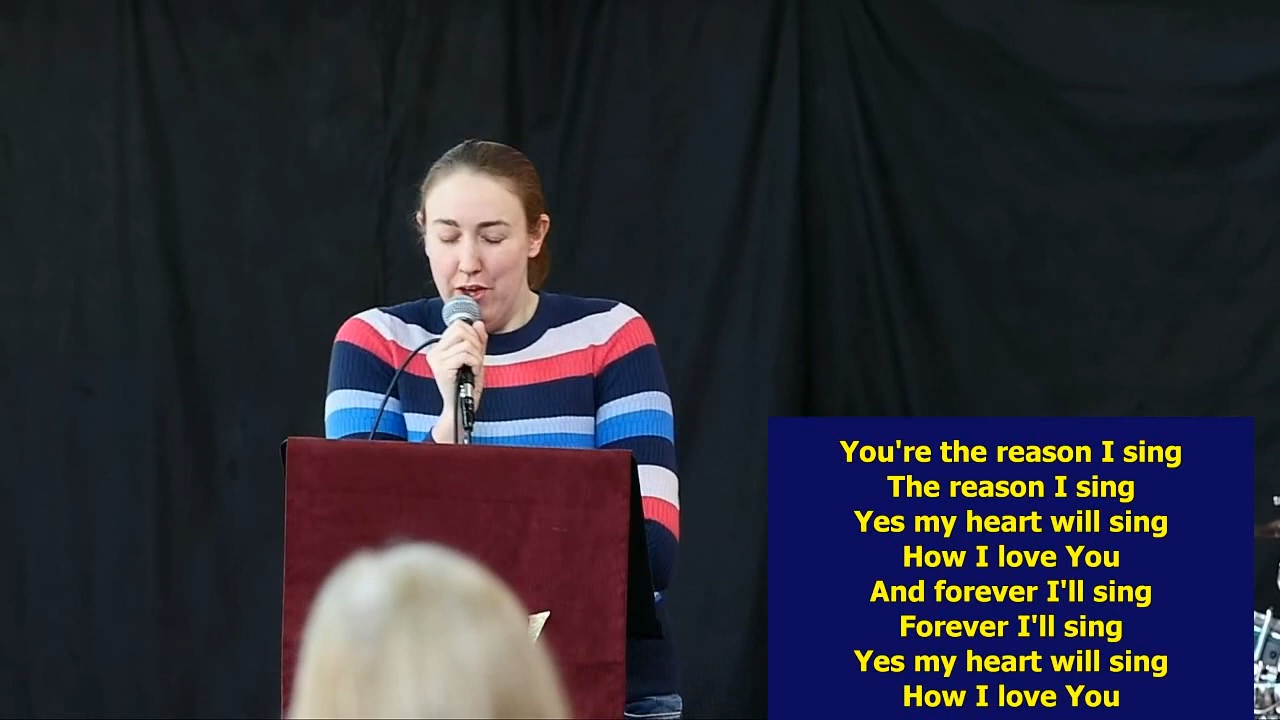 You're the reason I sing
The reason I sing
Yes my heart will sing
How I love You
And forever I'll sing
Forever I'll sing
Yes my heart will sing
How I love You